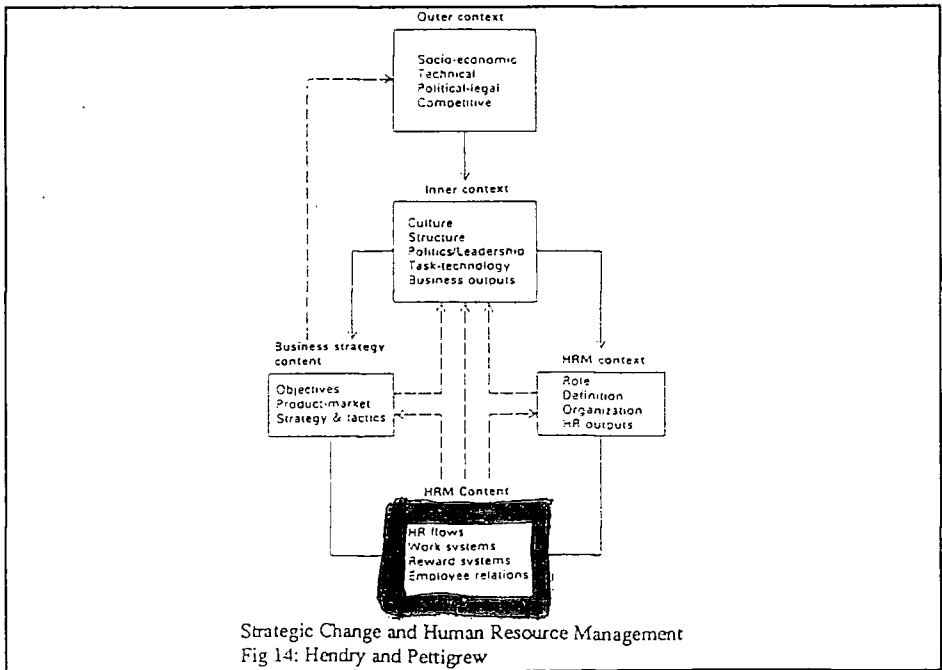 Outer context
Socio-economic
Technical
Political-legal
Competitive
Inner context
Culture
Structure
Politics/Leadership
Task-technology
Business outputs
Business strategy
content
Objectives
Product-market
Strategy & tactics
HRM context
Role
Definition
Organization
HR outputs
HRM Content
HR flows
Work systems
Reward systems
Employee relations
Strategic Change and Human Resource Management
Fig 14: Hendry and Pettigrew